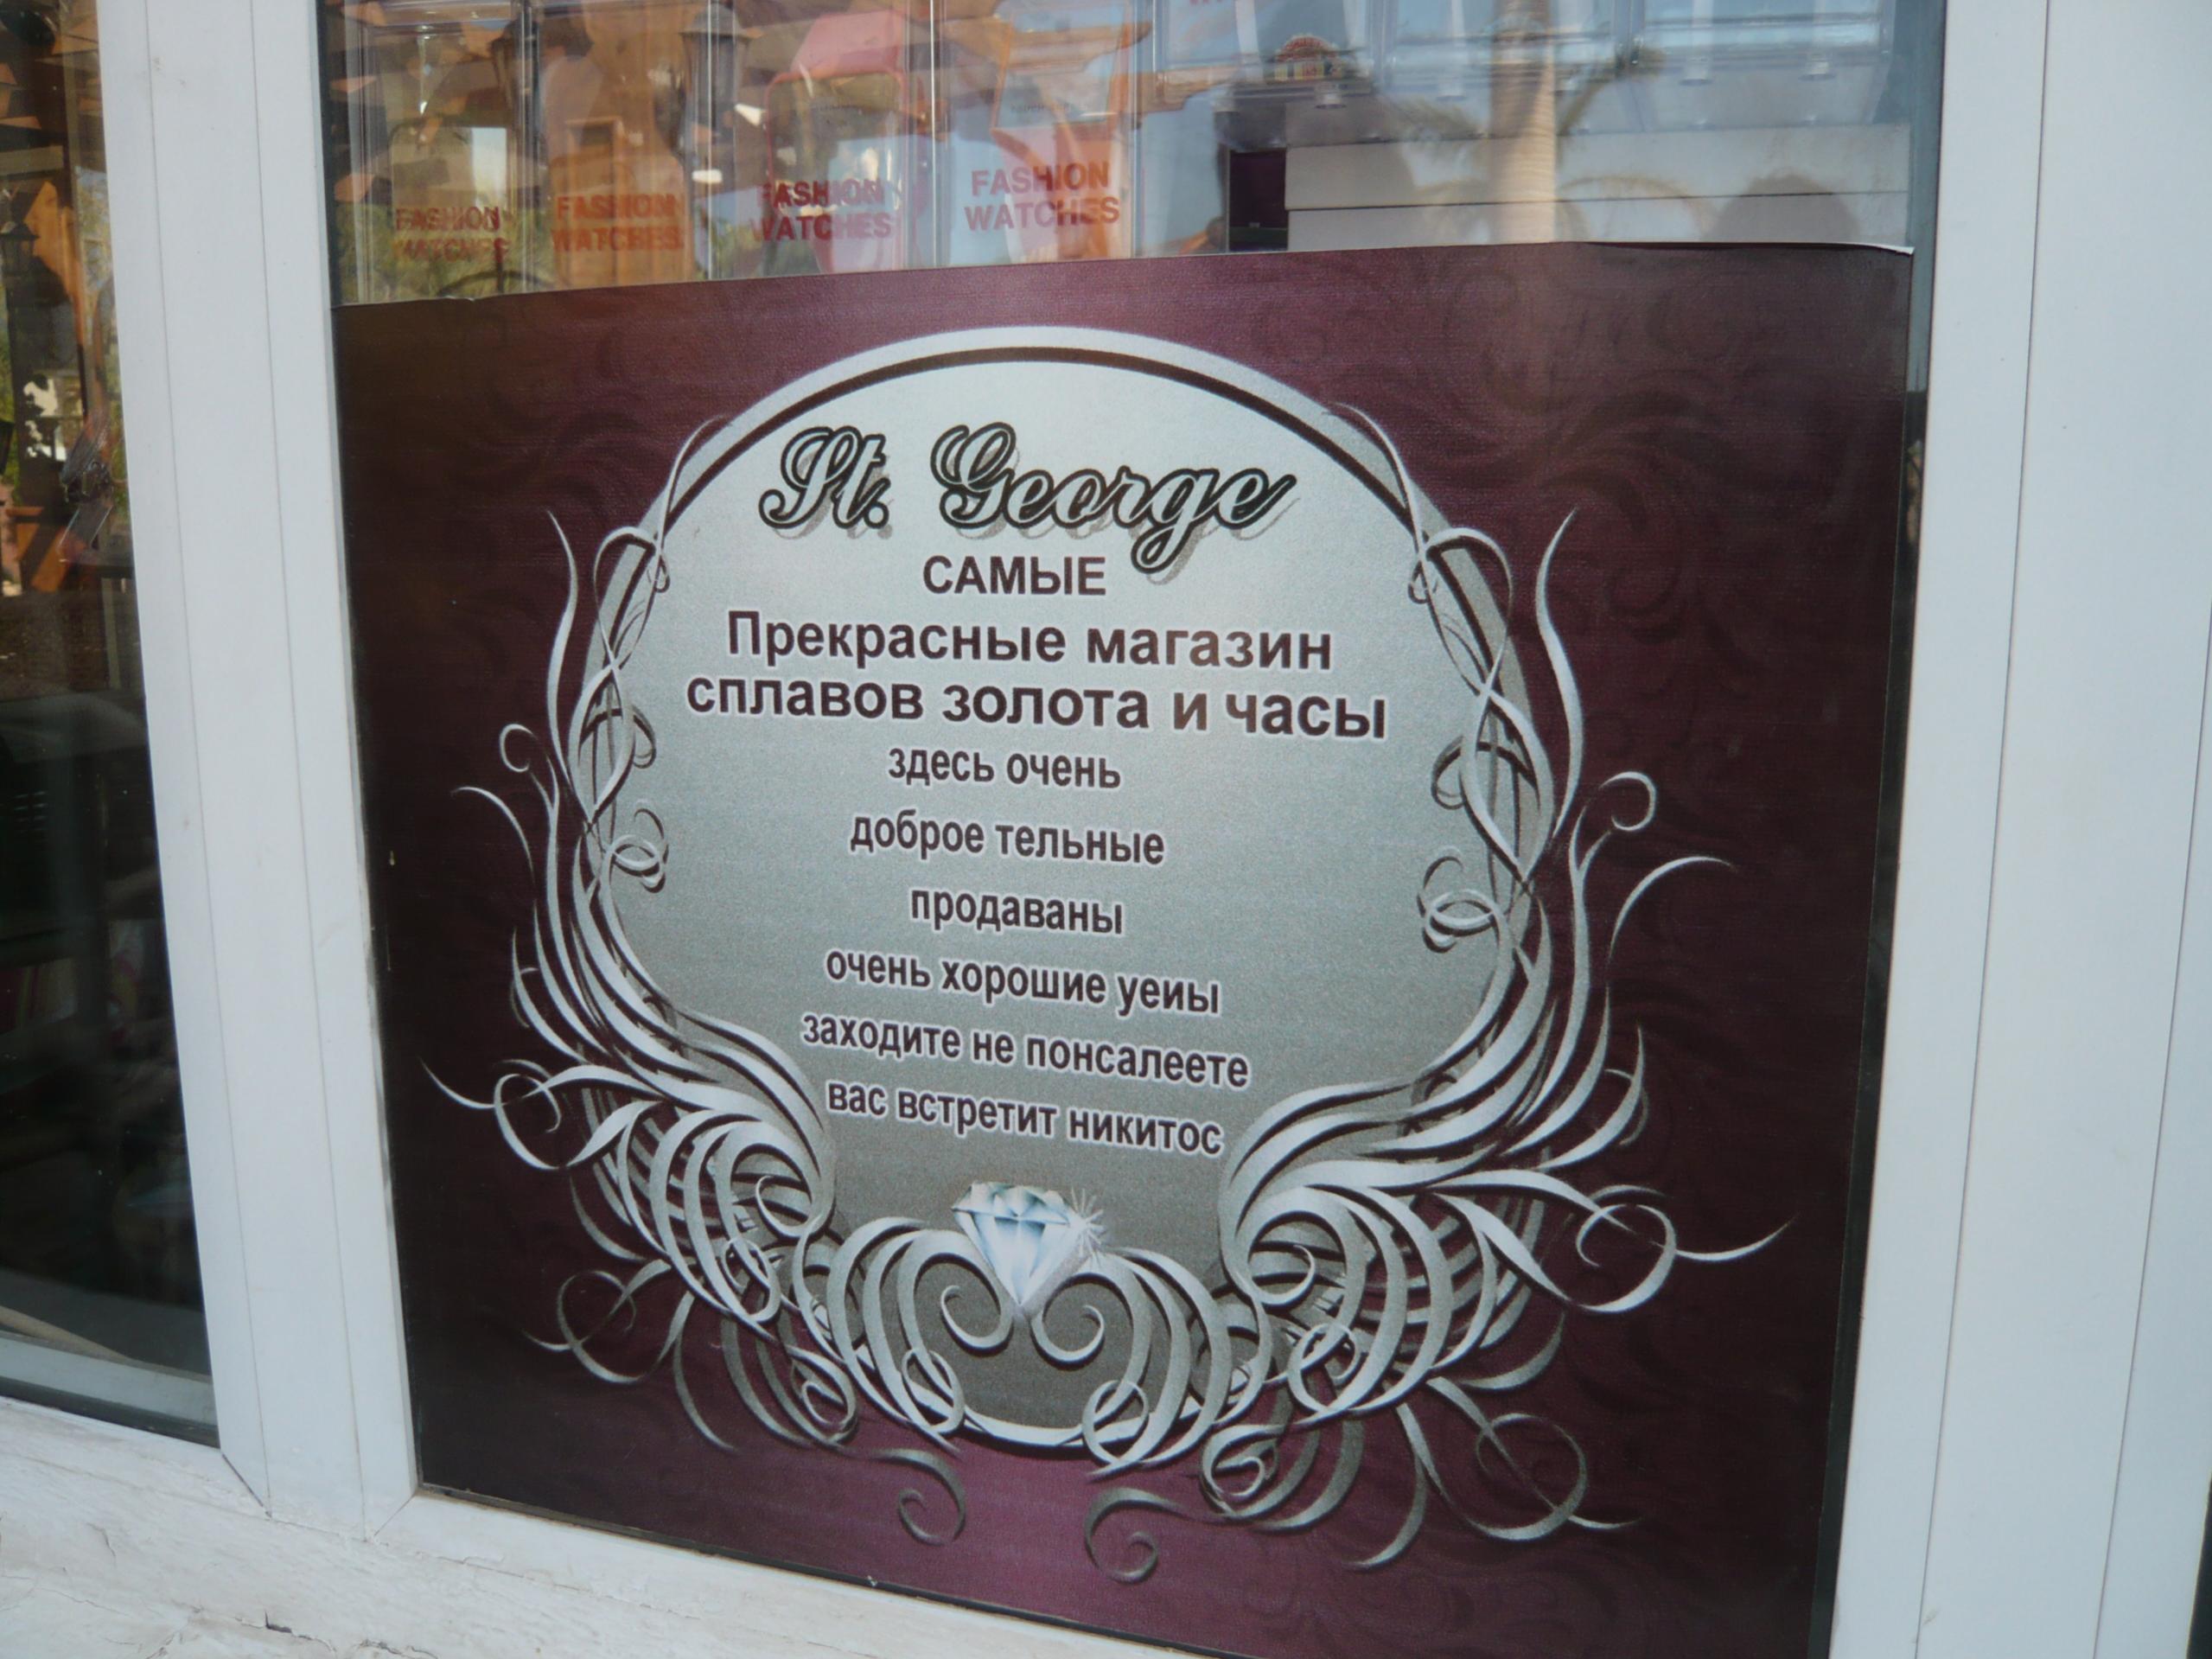 FASHION
WATCHES
FASHION
WATCHES
FASHION
WATCHES
FASHION
WATCHES
St. George
САМЫЕ
Прекрасные магазин
сплавов золота и часы
здесь очень
доброе тельные
продаваны
очень хорошие уеиы
заходите не понсалеете
вас встретит никитос